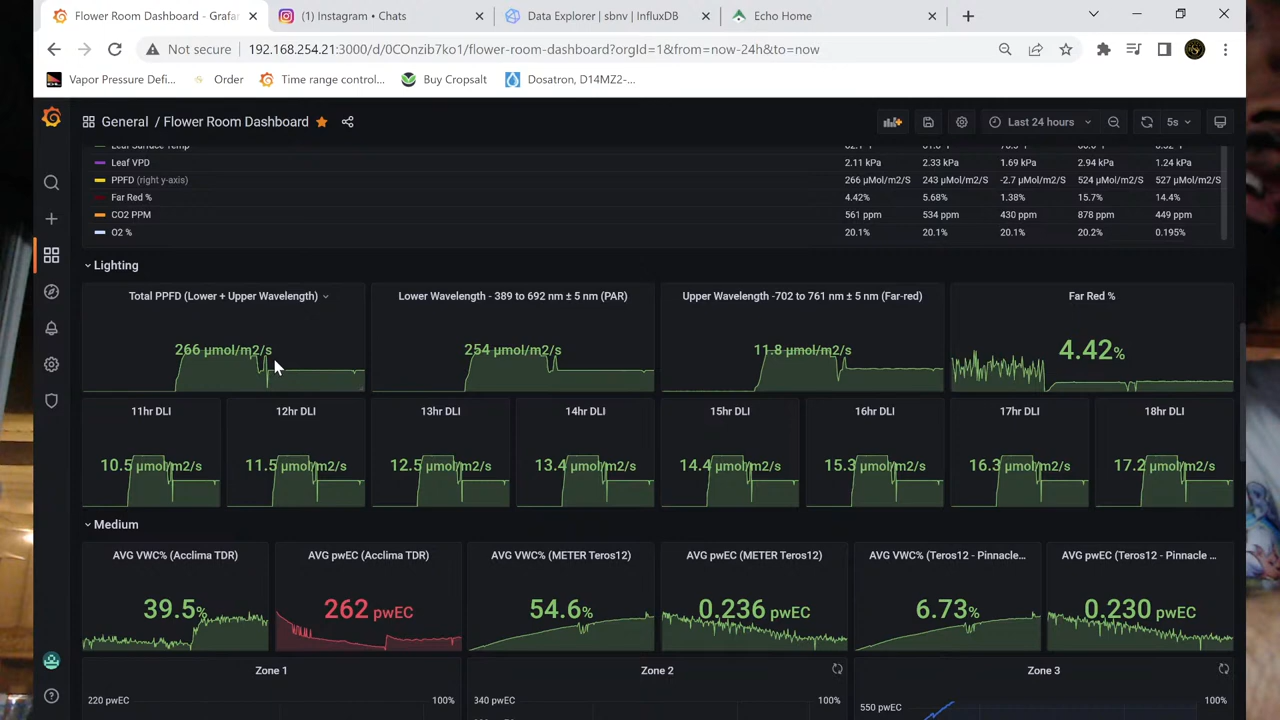 Flower Room Dashboard - Grafa
(1) Instagram • Chats
Data Explorer | sbnv | InfluxDB
Echo Home
Not secure
192.168.254.21:3000/d/0COnzib7ko1/flower-room-dashboard?orgId=1&from=now-24h&to=now
Vapor Pressure Defi...
Order
Time range control...
Buy Cropsalt
Dosatron, D14MZ2-...
General / Flower Room Dashboard
Last 24 hours
5s
Leaf VPD 2.11 kPa 2.33 kPa 1.69 kPa 2.94 kPa 1.24 kPa
PPFD (right y-axis) 266 μMol/m2/S 243 μMol/m2/S -2.7 μMol/m2/S 524 μMol/m2/S 527 μMol/m2/S
Far Red % 4.42% 5.68% 1.38% 15.7% 14.4%
CO2 PPM 561 ppm 534 ppm 430 ppm 878 ppm 449 ppm
O2 % 20.1% 20.1% 20.1% 20.2% 0.195%
Lighting
Total PPFD (Lower + Upper Wavelength)
266 μmol/m2/s
Lower Wavelength - 389 to 692 nm ± 5 nm (PAR)
254 μmol/m2/s
Upper Wavelength -702 to 761 nm ± 5 nm (Far-red)
11.8 μmol/m2/s
Far Red %
4.42%
11hr DLI
10.5 μmol/m2/s
12hr DLI
11.5 μmol/m2/s
13hr DLI
12.5 μmol/m2/s
14hr DLI
13.4 μmol/m2/s
15hr DLI
14.4 μmol/m2/s
16hr DLI
15.3 μmol/m2/s
17hr DLI
16.3 μmol/m2/s
18hr DLI
17.2 μmol/m2/s
Medium
AVG VWC% (Acclima TDR)
39.5%
AVG pwEC (Acclima TDR)
262 pwEC
AVG VWC% (METER Teros12)
54.6%
AVG pwEC (METER Teros12)
0.236 pwEC
AVG VWC% (Teros12 - Pinnacle...
6.73%
AVG pwEC (Teros12 - Pinnacle ...
0.230 pwEC
Zone 1
220 pwEC 100%
Zone 2
340 pwEC 100%
Zone 3
550 pwEC 100%